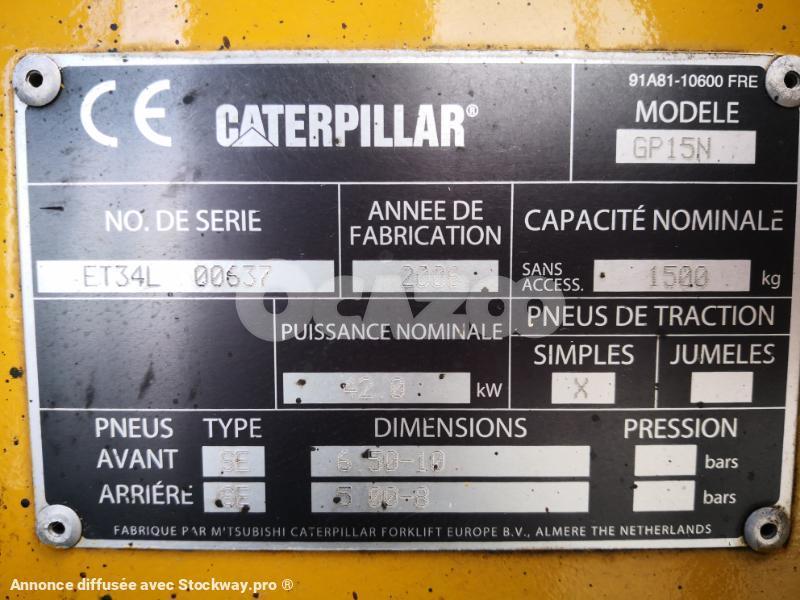 91A81-10600 FRE
CE CATERPILLAR®
MODELE
GP15N
NO. DE SERIE
ET34L 00637
ANNEE DE
FABRICATION
2006
CAPACITÉ NOMINALE
SANS
ACCESS. 1500 kg
PUISSANCE NOMINALE
42.0 kW
PNEUS DE TRACTION
SIMPLES JUMELES
X
PNEUS TYPE DIMENSIONS PRESSION
AVANT SE 6 50-10 bars
ARRIÉRE SE 5 00-8 bars
FABRIQUE PAR MITSUBISHI CATERPILLAR FORKLIFT EUROPE B.V., ALMERE THE NETHERLANDS
OCAZOO
Annonce diffusée avec Stockway.pro ®